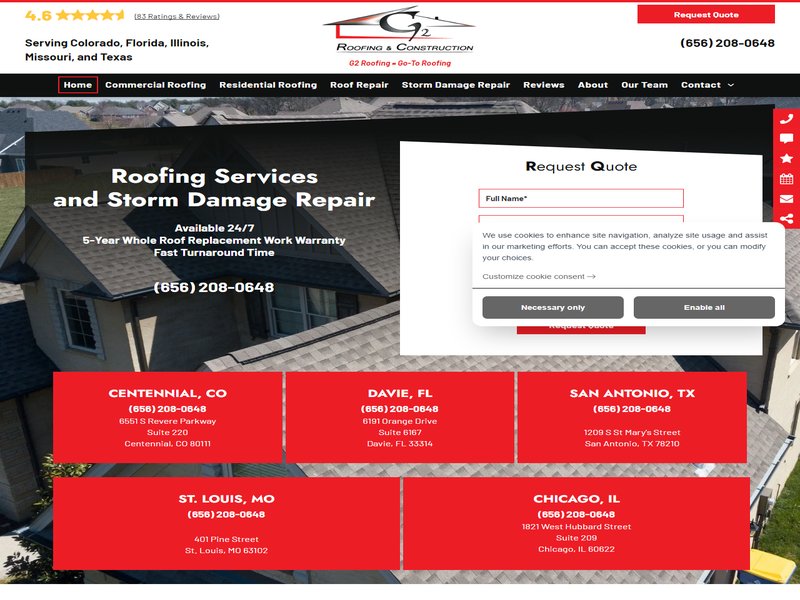 4.6
(83 Ratings & Reviews)
Serving Colorado, Florida, Illinois,
Missouri, and Texas
G2
Roofing & Construction
G2 Roofing = Go-To Roofing
Request Quote
(656) 208-0648
Home
Commercial Roofing
Residential Roofing
Roof Repair
Storm Damage Repair
Reviews
About
Our Team
Contact
Roofing Services
and Storm Damage Repair
Available 24/7
5-Year Whole Roof Replacement Work Warranty
Fast Turnaround Time
(656) 208-0648
Request Quote
Full Name*
We use cookies to enhance site navigation, analyze site usage and assist
in our marketing efforts. You can accept these cookies, or you can modify
your choices.
Customize cookie consent →
Necessary only
Enable all
Request Quote
CENTENNIAL, CO
(656) 208-0648
6551 S Revere Parkway
Suite 220
Centennial, CO 80111
DAVIE, FL
(656) 208-0648
6191 Orange Drive
Suite 6167
Davie, FL 33314
SAN ANTONIO, TX
(656) 208-0648
1209 S St Mary's Street
San Antonio, TX 78210
ST. LOUIS, MO
(656) 208-0648
401 Pine Street
St. Louis, MO 63102
CHICAGO, IL
(656) 208-0648
1821 West Hubbard Street
Suite 209
Chicago, IL 60622